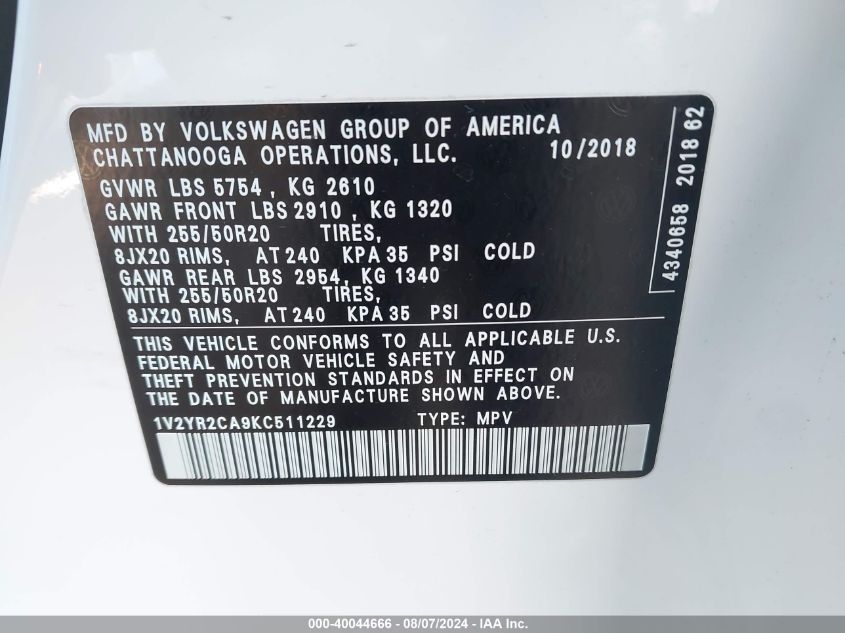 MFD BY VOLKSWAGEN GROUP OF AMERICA
CHATTANOOGA OPERATIONS, LLC. 10/2018
GVWR LBS 5754 , KG 2610
GAWR FRONT LBS 2910 , KG 1320
WITH 255/50R20 TIRES,
8JX20 RIMS, AT 240 KPA 35 PSI COLD
GAWR REAR LBS 2954, KG 1340
WITH 255/50R20 TIRES,
8JX20 RIMS, AT 240 KPA 35 PSI COLD
THIS VEHICLE CONFORMS TO ALL APPLICABLE U.S.
FEDERAL MOTOR VEHICLE SAFETY AND
THEFT PREVENTION STANDARDS IN EFFECT ON
THE DATE OF MANUFACTURE SHOWN ABOVE.
1V2YR2CA9KC511229 TYPE: MPV
4340658 2018 62
000-40044666 - 08/07/2024 - IAA Inc.